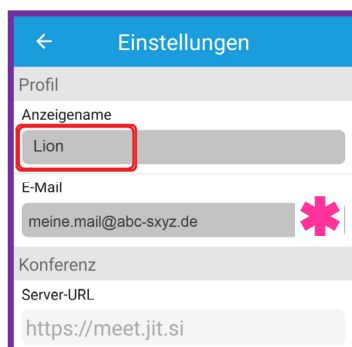 Einstellungen
Profil
Anzeigename
Lion
E-Mail
meine.mail@abc-sxyz.de
Konferenz
Server-URL
https://meet.jit.si